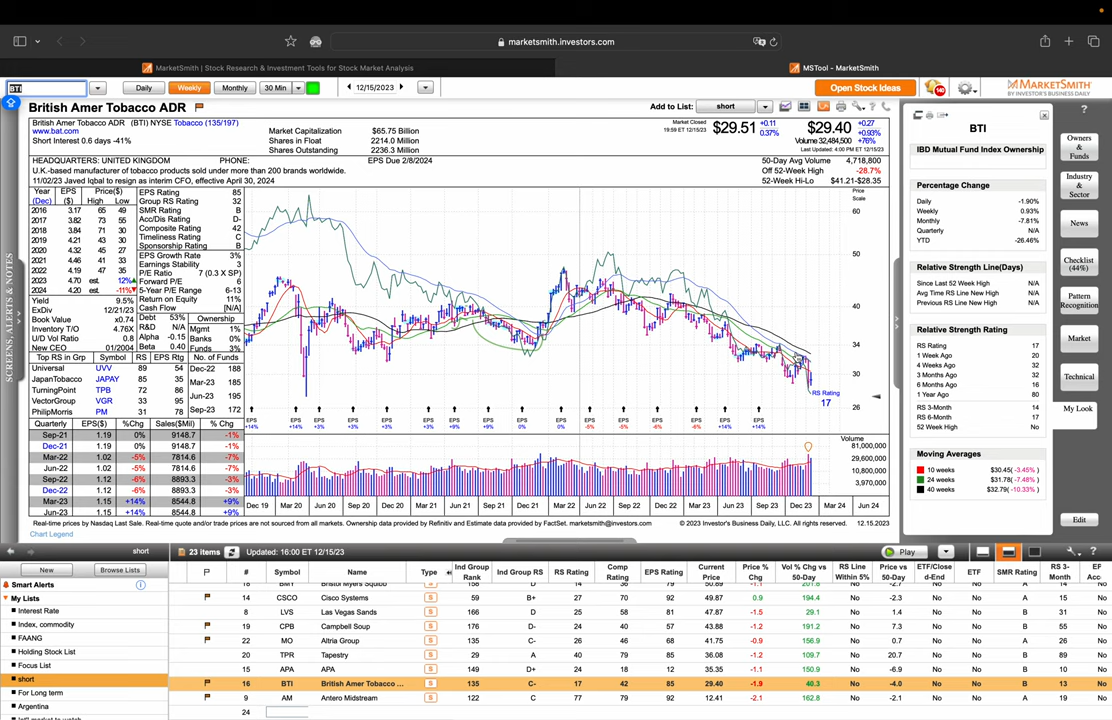 marketsmith.investors.com
MarketSmith | Stock Research & Investment Tools for Stock Market Analysis
MSTool - MarketSmith
BTI Daily Weekly Monthly 30 Min 12/15/2023 Open Stock Ideas MARKETSMITH
BY INVESTOR'S BUSINESS DAILY
British Amer Tobacco ADR
Add to List: short
British Amer Tobacco ADR (BTI) NYSE Tobacco (135/197)
www.bat.com
Short Interest 0.6 days -41%
Market Capitalization $65.75 Billion
Shares in Float 2214.0 Million
Shares Outstanding 2236.3 Million
Market Closed
19:59 ET 12/15/23
$29.51 +0.11
0.37%
$29.40 +0.27
+0.93%
Volume 32,484,500 +76%
Last Updated: 4:00 PM ET 12/15/23
HEADQUARTERS: UNITED KINGDOM PHONE: EPS Due 2/8/2024
U.K.-based manufacturer of tobacco products sold under more than 200 brands worldwide.
11/02/23 Javed Iqbal to resign as interim CFO, effective April 30, 2024
50-Day Avg Volume 4,718,800
Off 52-Week High -28.7%
52-Week Hi-Lo $41.21-$28.35
Year EPS Price($)
(Dec) ($) High Low
2016 3.17 65 49
2017 3.82 73 55
2018 3.84 71 30
2019 4.21 43 30
2020 4.32 45 27
2021 4.46 41 33
2022 4.19 47 35
2023 4.70 est. 12%
2024 4.20 est. -11%
Yield 9.5%
ExDiv 12/21/23
Book Value x0.74
Inventory T/O 4.76X
U/D Vol Ratio 0.8
New CEO 01/2004
EPS Rating 85
Group RS Rating 32
SMR Rating B
Acc/Dis Rating D-
Composite Rating 42
Timeliness Rating C
Sponsorship Rating B
EPS Growth Rate 3%
Earnings Stability 3
P/E Ratio 7 (0.3 X SP)
Forward P/E 6
5-Year P/E Range 6-13
Return on Equity 11%
Cash Flow [N/A]
Debt 53%
R&D N/A
Alpha -0.15
Beta 0.40
Ownership
Mgmt 1%
Banks 0%
Funds 3%
Top RS in Grp Symbol RS EPS Rtg
Universal UVV 89 54
JapanTobacco JAPAY 85 35
TurningPoint TPB 72 86
VectorGroup VGR 33 95
PhilipMorris PM 31 78
No. of Funds
Dec-22 188
Mar-23 185
Jun-23 195
Sep-23 172
Quarterly EPS($) %Chg Sales($Mil) % Chg
Sep-21 1.19 0% 9148.7 -1%
Dec-21 1.19 0% 9148.7 -1%
Mar-22 1.02 -5% 7814.6 -7%
Jun-22 1.02 -5% 7814.6 -7%
Sep-22 1.12 -6% 8893.3 -3%
Dec-22 1.12 -6% 8893.3 -3%
Mar-23 1.15 +14% 8544.8 +9%
Jun-23 1.15 +14% 8544.8 +9%
Price
Scale
60
50
40
34
30
26
RS Rating
17
Volume
81,000,000
29,600,000
10,800,000
3,970,000
Dec 19 Mar 20 Jun 20 Sep 20 Dec 20 Mar 21 Jun 21 Sep 21 Dec 21 Mar 22 Jun 22 Sep 22 Dec 22 Mar 23 Jun 23 Sep 23 Dec 23 Mar 24 Jun 24
Real-time prices by Nasdaq Last Sale. Real-time quote and/or trade prices are not sourced from all markets. Ownership data provided by Refinitiv and Estimate data provided by FactSet. marketsmith@investors.com © 2023 Investor's Business Daily, LLC. All rights reserved. 12.15.2023
Chart Legend
SCREENS, ALERTS & NOTES
BTI
IBD Mutual Fund Index Ownership
Percentage Change
Daily -1.90%
Weekly 0.93%
Monthly -7.81%
Quarterly N/A
YTD -26.46%
Relative Strength Line(Days)
Since Last 52 Week High N/A
Avg Time RS Line New High N/A
Previous RS Line New High N/A
Relative Strength Rating
RS Rating 17
1 Week Ago 20
4 Weeks Ago 32
3 Months Ago 32
6 Months Ago 16
1 Year Ago 80
RS 3-Month 14
RS 6-Month 17
52 Week High No
Moving Averages
10 weeks $30.45( -3.45% )
24 weeks $31.78( -7.48% )
40 weeks $32.79( -10.33% )
Owners
&
Funds
Industry
&
Sector
News
Checklist
(44%)
Pattern
Recognition
Market
Technical
My Look
Edit
short 23 items Updated: 16:00 ET 12/15/23 Play
New Browse Lists
Smart Alerts
My Lists
Interest Rate
Index, commodity
FAANG
Holding Stock List
Focus List
short
For Long term
Argentina
# Symbol Name Type Ind Group Rank Ind Group RS RS Rating Comp Rating EPS Rating Current Price Price % Chg Vol % Chg vs 50-Day RS Line Within 5% Price vs 50-Day ETF/Close d-End ETF SMR Rating RS 3-Month
14 CSCO Cisco Systems S 59 B+ 27 70 92 49.87 0.9 194.4 No -2.3 No No A 15 No
8 LVS Las Vegas Sands S 166 D 25 58 81 47.87 -1.5 29.1 No 1.4 No No B 31 No
19 CPB Campbell Soup S 176 D- 24 40 57 43.88 -1.2 191.2 No 7.3 No No B 55 No
22 MO Altria Group S 135 C- 26 46 68 41.75 -0.9 156.9 No 0.7 No No A 26 No
20 TPR Tapestry S 29 A 40 79 85 36.08 -1.2 109.7 No 20.7 No No A 89 No
15 APA APA S 149 D+ 24 18 12 35.35 -1.1 150.9 No -6.9 No No B 10 No
16 BTI British Amer Tobacco ... S 135 C- 17 42 85 29.40 -1.9 40.3 No -4.0 No No B 13 No
9 AM Antero Midstream S 122 C 77 79 92 12.41 -2.1 162.8 No -2.1 No No A 19 No
24